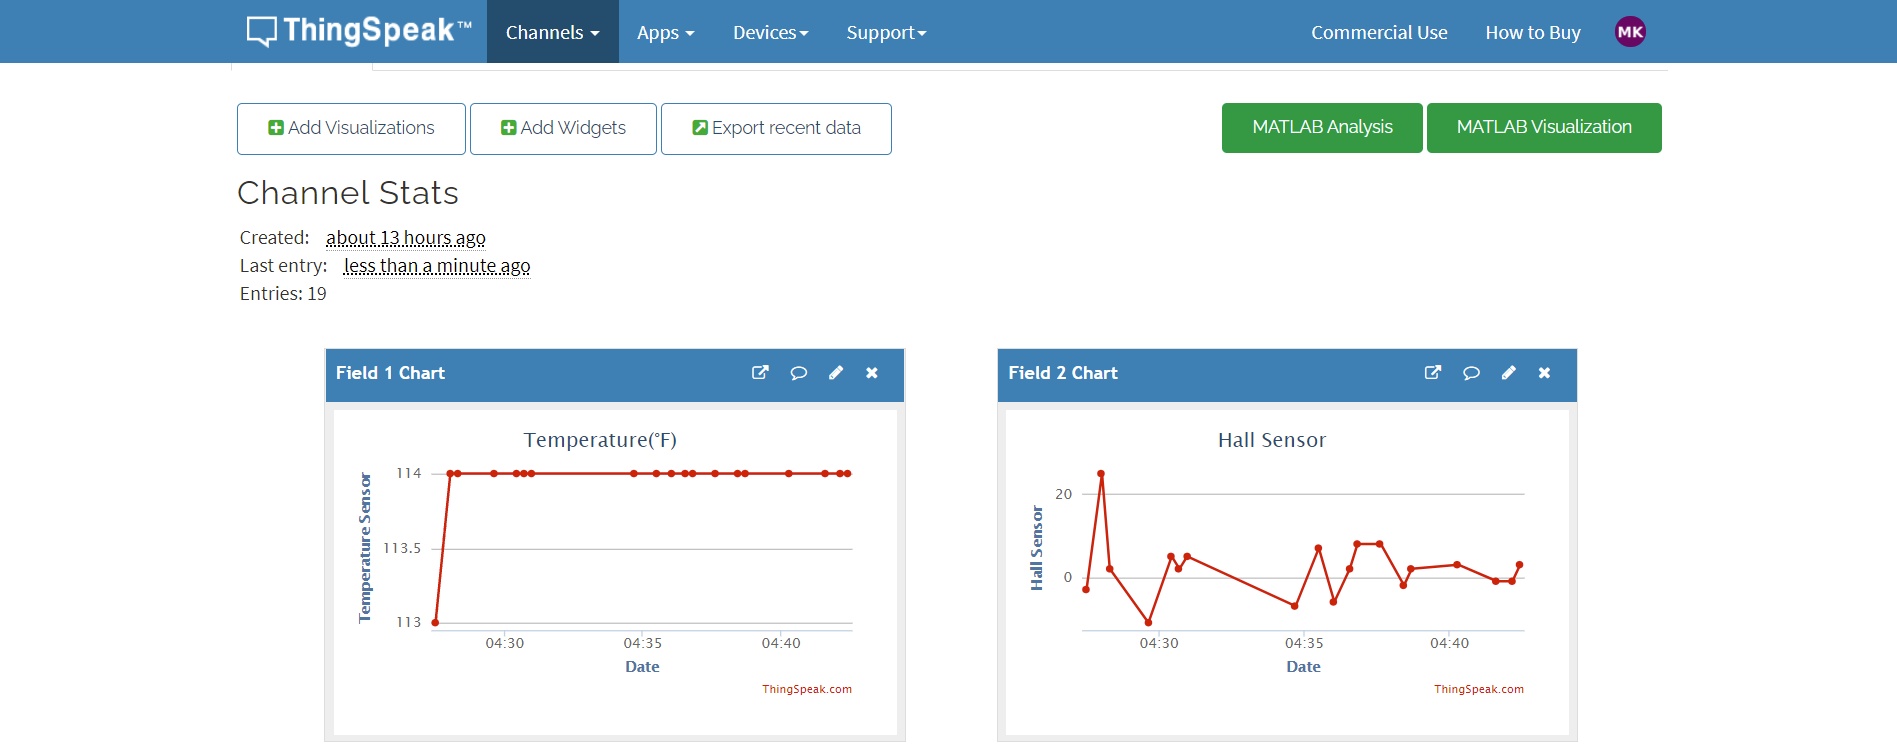 ThingSpeak™ Channels Apps Devices Support Commercial Use How to Buy MK
Add Visualizations Add Widgets Export recent data MATLAB Analysis MATLAB Visualization
Channel Stats
Created: about 13 hours ago
Last entry: less than a minute ago
Entries: 19
Field 1 Chart
Temperature(°F)
Temperature Sensor
114
113.5
113
04:30 04:35 04:40
Date
ThingSpeak.com
Field 2 Chart
Hall Sensor
Hall Sensor
20
0
04:30 04:35 04:40
Date
ThingSpeak.com